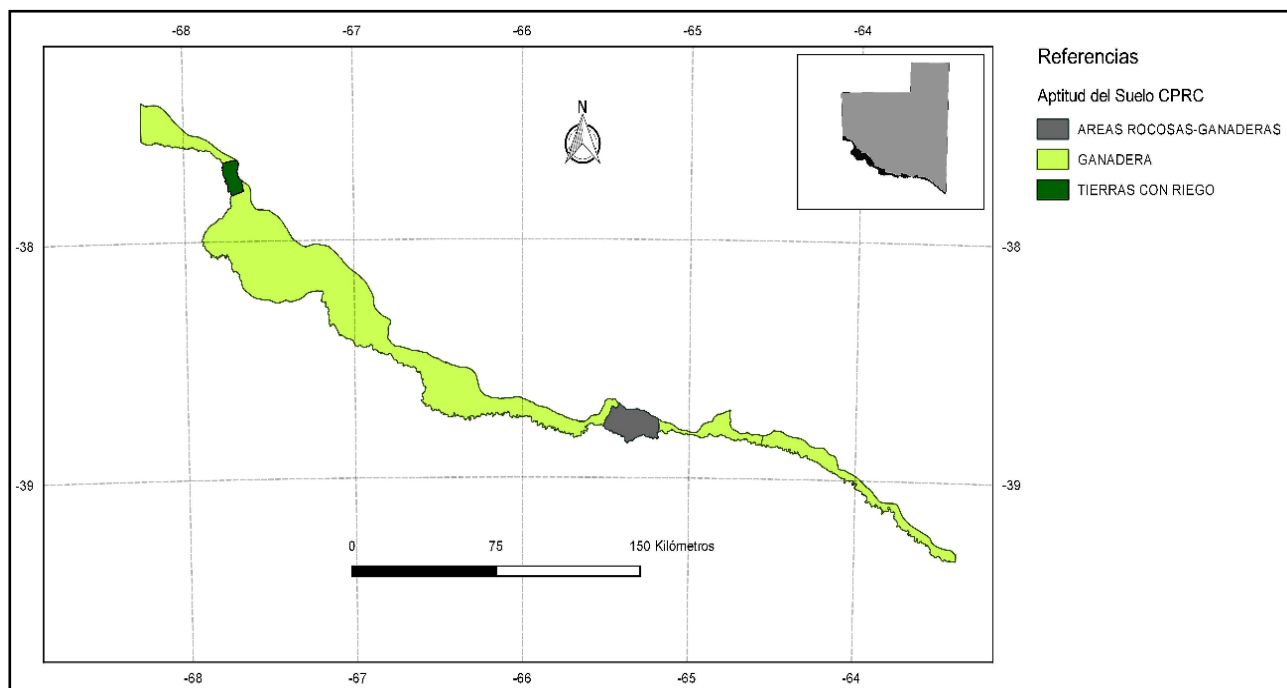 -68 -67 -66 -65 -64
Referencias
Aptitud del Suelo CPRC
AREAS ROCOSAS-GANADERAS
GANADERA
TIERRAS CON RIEGO
N
-38 -38
-39 -39
0 75 150 Kilómetros
-68 -67 -66 -65 -64